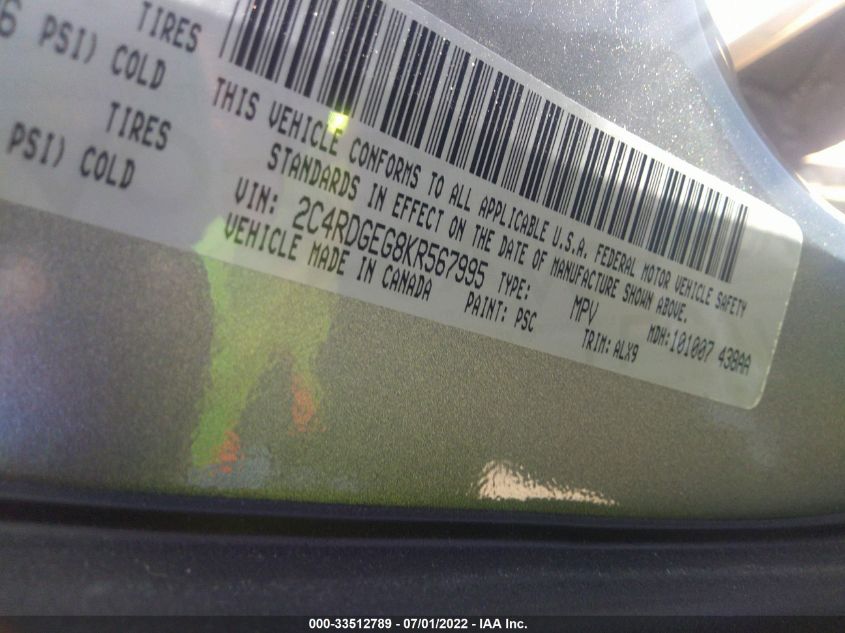 6 PSI) COLD
TIRES
PSI) COLD
TIRES
THIS VEHICLE CONFORMS TO ALL APPLICABLE U.S.A. FEDERAL MOTOR VEHICLE SAFETY
STANDARDS IN EFFECT ON THE DATE OF MANUFACTURE SHOWN ABOVE.
VIN: 2C4RDGEG8KR567995 TYPE: MPV MDH:101007 438AA
VEHICLE MADE IN CANADA PAINT: PSC TRIM: ALX9
000-33512789 - 07/01/2022 - IAA Inc.